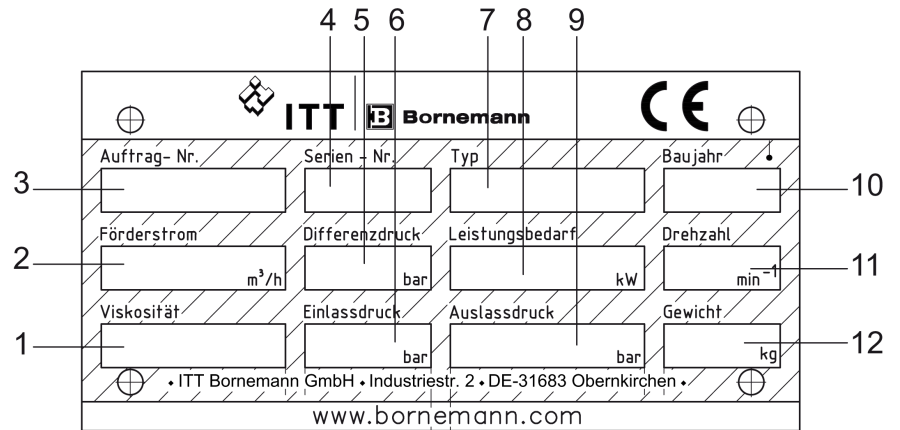 4 5 6 7 8 9
ITT B Bornemann CE
Auftrag- Nr. Serien - Nr. Typ Baujahr
3 10
Förderstrom Differenzdruck Leistungsbedarf Drehzahl
2 m³/h bar kW min⁻¹ 11
Viskosität Einlassdruck Auslassdruck Gewicht
1 bar bar kg 12
• ITT Bornemann GmbH • Industriestr. 2 • DE-31683 Obernkirchen •
www.bornemann.com